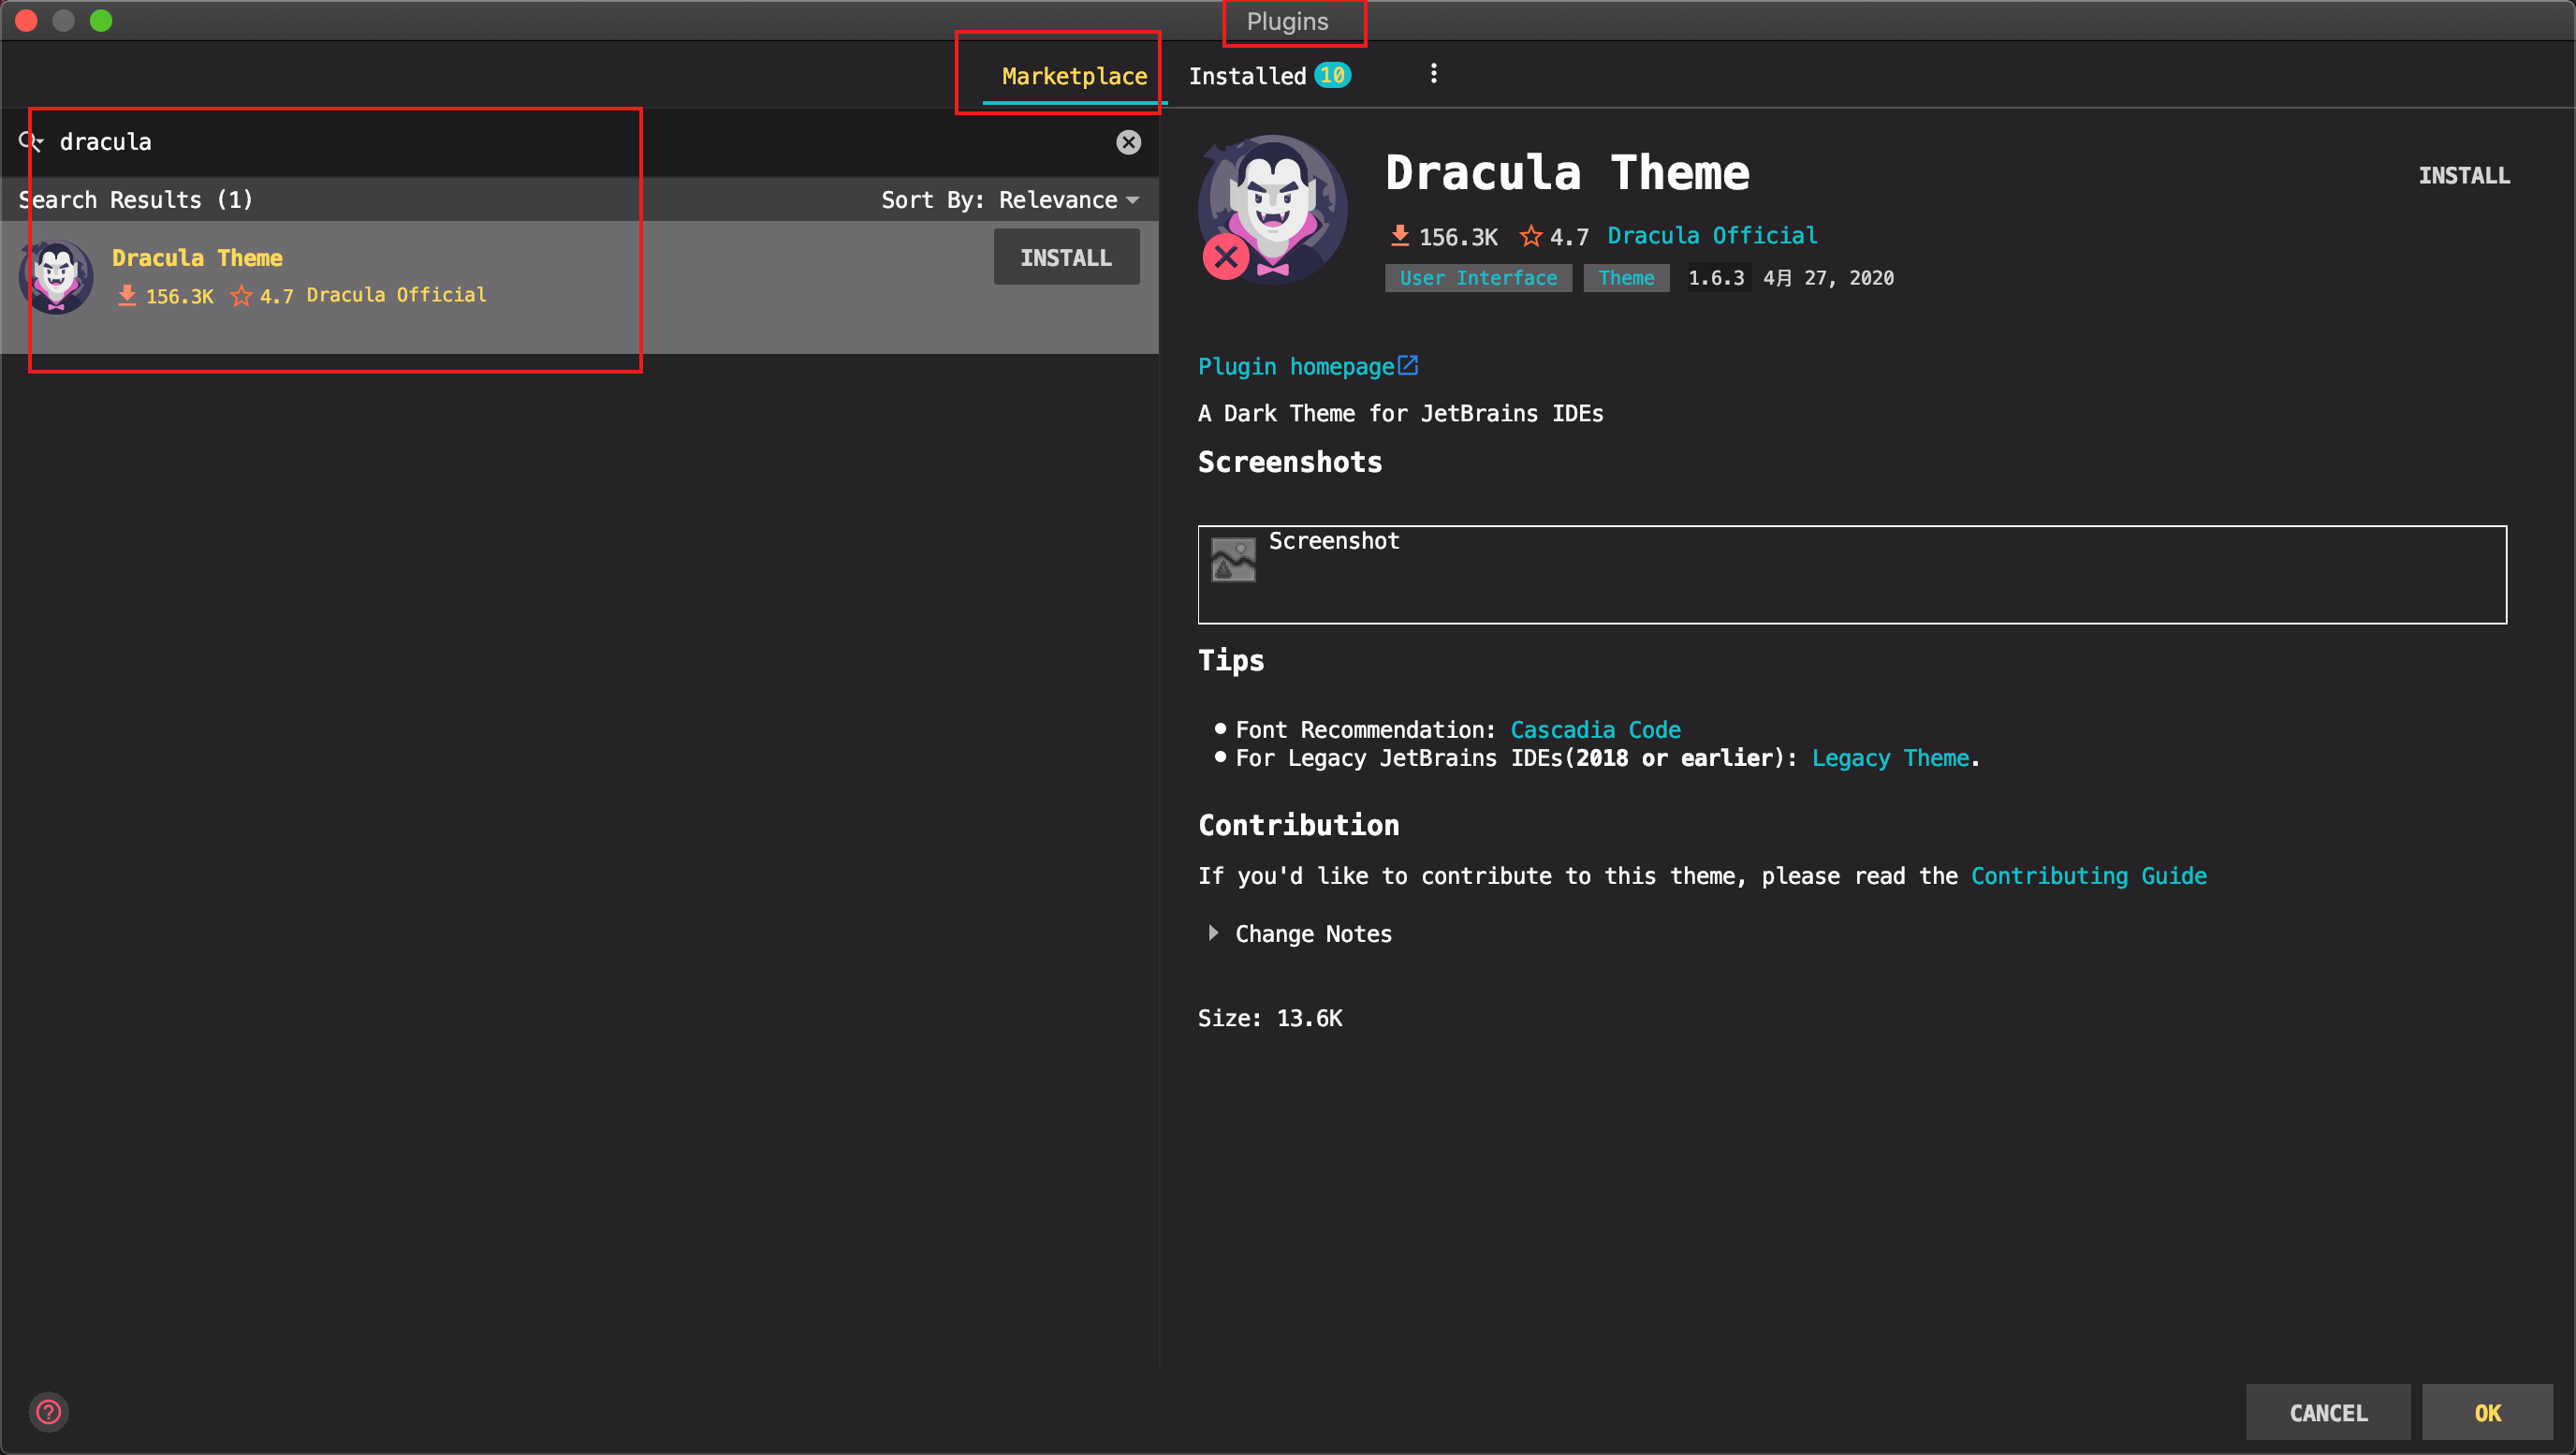 Plugins
Marketplace Installed 10
dracula
Search Results (1) Sort By: Relevance
Dracula Theme
156.3K 4.7 Dracula Official
INSTALL
Dracula Theme
INSTALL
156.3K 4.7 Dracula Official
User Interface Theme 1.6.3 4月 27, 2020
Plugin homepage
A Dark Theme for JetBrains IDEs
Screenshots
Screenshot
Tips
Font Recommendation: Cascadia Code
For Legacy JetBrains IDEs(2018 or earlier): Legacy Theme.
Contribution
If you'd like to contribute to this theme, please read the Contributing Guide
Change Notes
Size: 13.6K
?
CANCEL OK